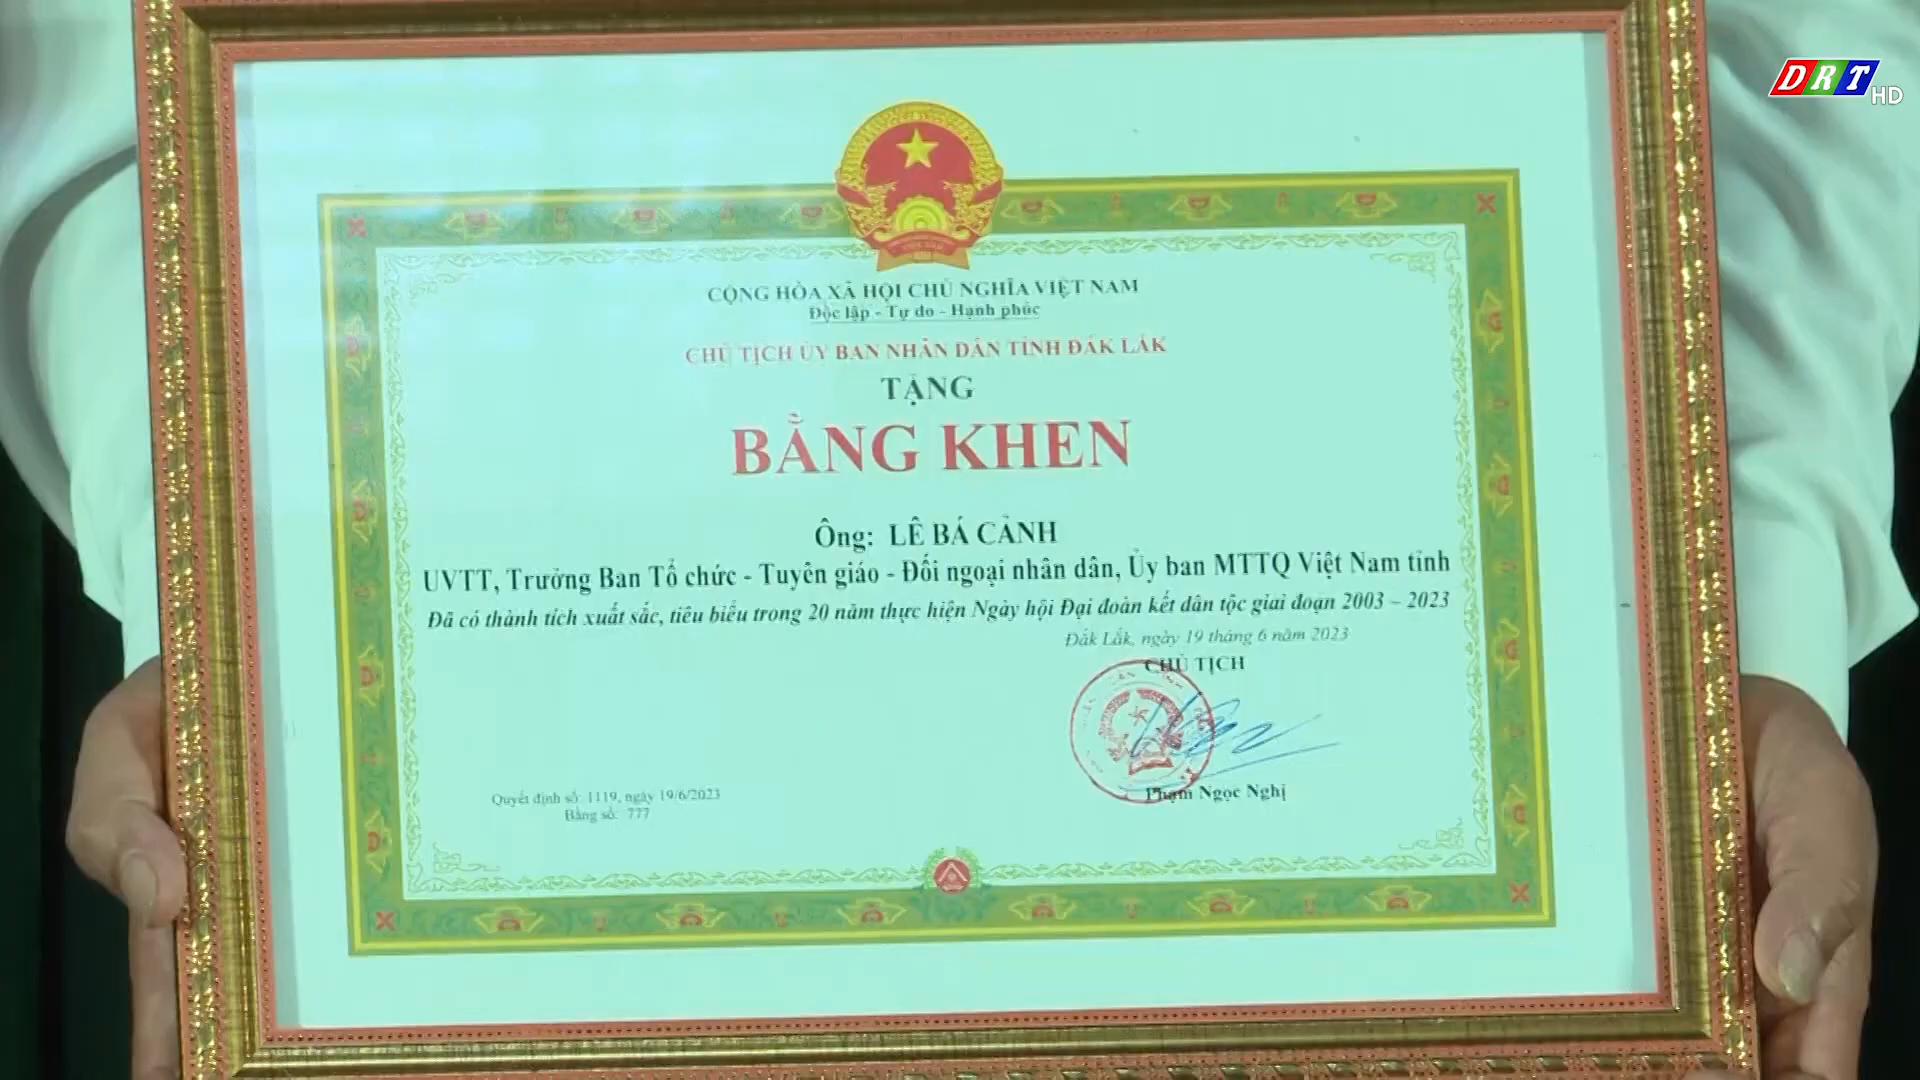 DRT HD
CỘNG HÒA XÃ HỘI CHỦ NGHĨA VIỆT NAM
Độc lập - Tự do - Hạnh phúc
CHỦ TỊCH ỦY BAN NHÂN DÂN TỈNH ĐẮK LẮK
TẶNG
BẰNG KHEN
Ông: LÊ BÁ CẢNH
UVTT, Trưởng Ban Tổ chức - Tuyên giáo - Đối ngoại nhân dân, Ủy ban MTTQ Việt Nam tỉnh
Đã có thành tích xuất sắc, tiêu biểu trong 20 năm thực hiện Ngày hội Đại đoàn kết dân tộc giai đoạn 2003 – 2023
Đắk Lắk, ngày 19 tháng 6 năm 2023
CHỦ TỊCH
Phạm Ngọc Nghị
Quyết định số: 1119, ngày 19/6/2023
Bằng số: 777